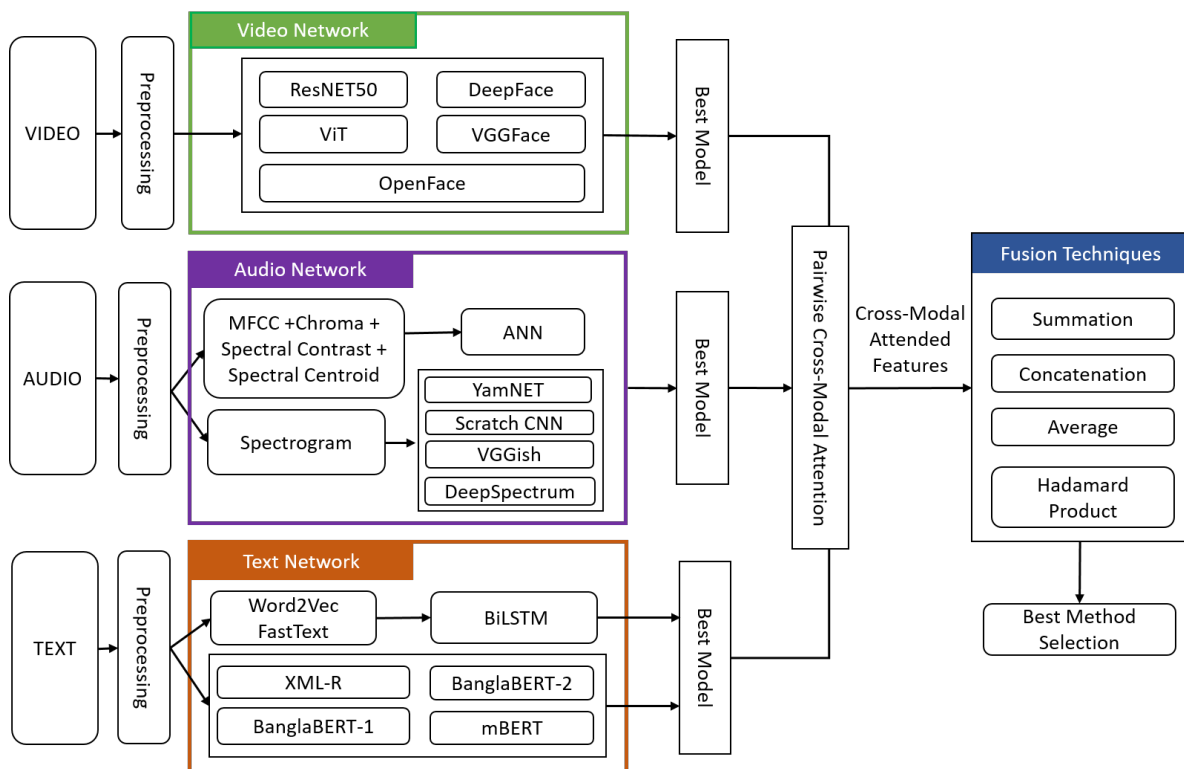 Video Network
VIDEO
Preprocessing
ResNET50
DeepFace
ViT
VGGFace
OpenFace
Best Model
Audio Network
AUDIO
Preprocessing
MFCC +Chroma +
Spectral Contrast +
Spectral Centroid
ANN
Spectrogram
YamNET
Scratch CNN
VGGish
DeepSpectrum
Best Model
Text Network
TEXT
Preprocessing
Word2Vec
FastText
BiLSTM
XML-R
BanglaBERT-2
BanglaBERT-1
mBERT
Best Model
Pairwise Cross-Modal Attention
Cross-Modal
Attended
Features
Fusion Techniques
Summation
Concatenation
Average
Hadamard
Product
Best Method
Selection